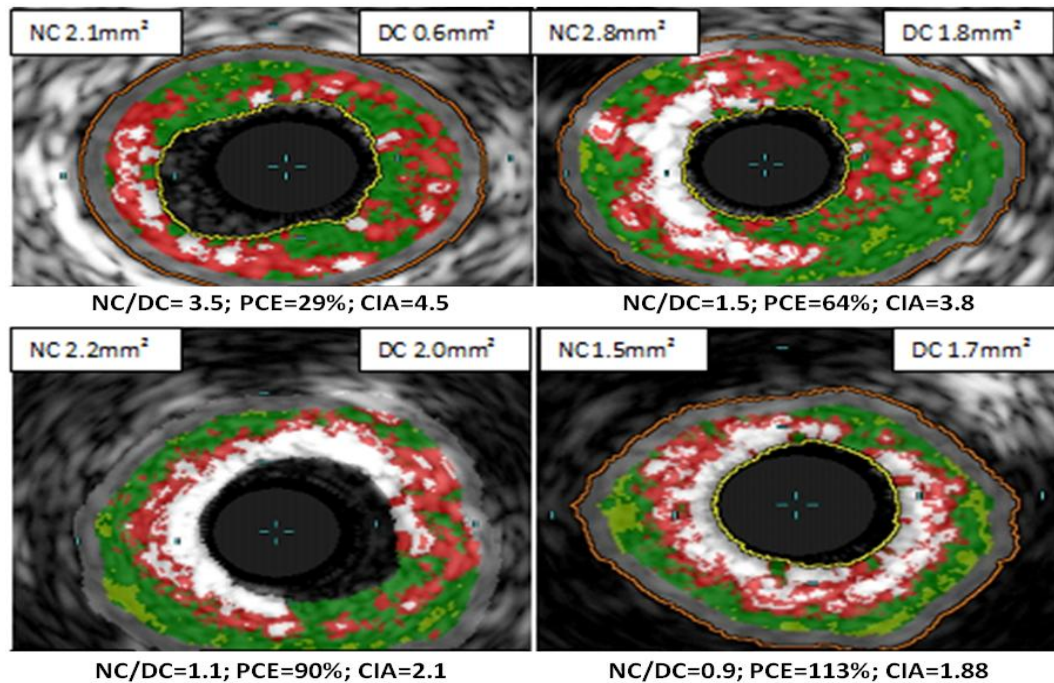 NC 2.1mm² DC 0.6mm²
NC 2.8mm² DC 1.8mm²
NC/DC= 3.5; PCE=29%; CIA=4.5
NC/DC=1.5; PCE=64%; CIA=3.8
NC 2.2mm² DC 2.0mm²
NC 1.5mm² DC 1.7mm²
NC/DC=1.1; PCE=90%; CIA=2.1
NC/DC=0.9; PCE=113%; CIA=1.88